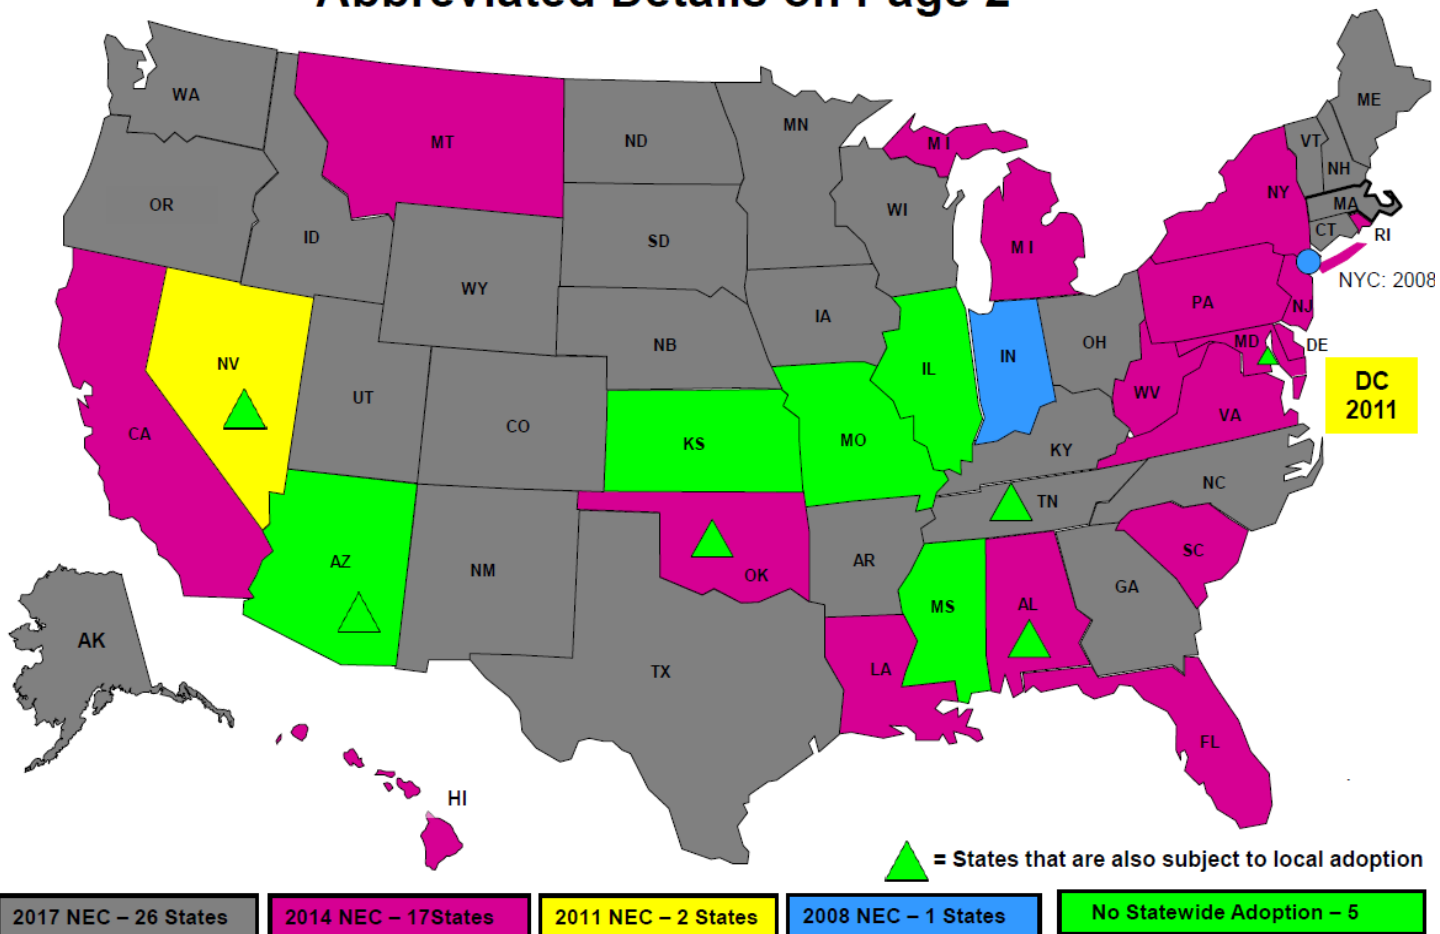 Abbreviated Details on Page 2
WA
MT
ND
MN
M I
ME
VT
NH
OR
ID
SD
WI
NY
MA
CT
RI
M I
WY
NYC: 2008
IA
PA
NJ
NB
OH
MD
DE
NV
UT
IL
IN
DC
2011
CO
WV
VA
CA
KS
MO
KY
NC
TN
AZ
NM
OK
AR
SC
GA
MS
AL
AK
TX
LA
FL
HI
= States that are also subject to local adoption
2017 NEC – 26 States
2014 NEC – 17States
2011 NEC – 2 States
2008 NEC – 1 States
No Statewide Adoption – 5